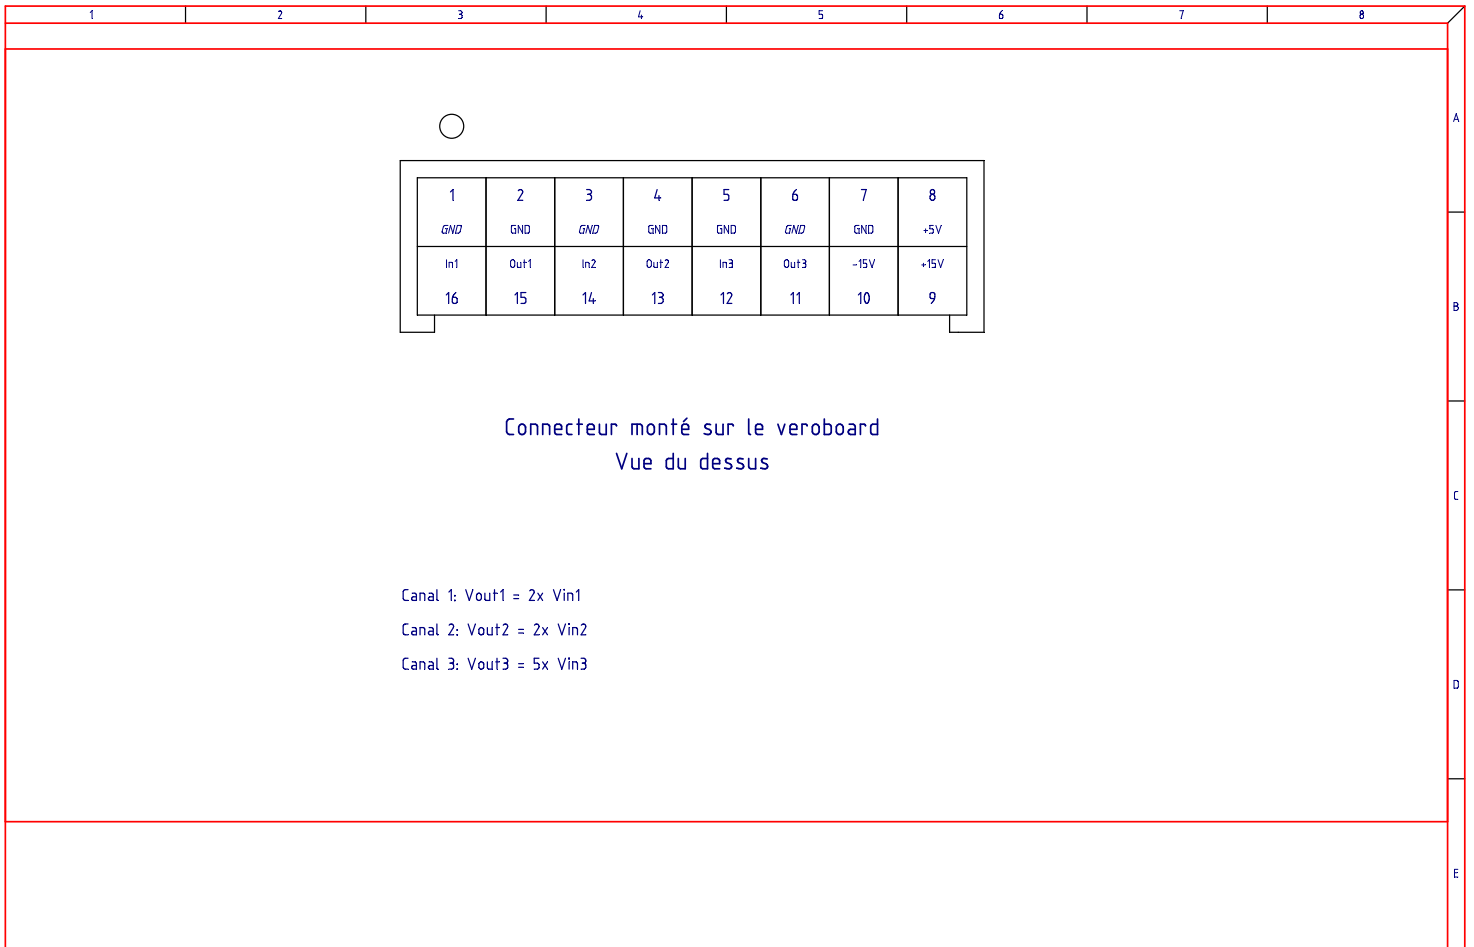 1 2 3 4 5 6 7 8
A
1 2 3 4 5 6 7 8
GND GND GND GND GND GND GND +5V
In1 Out1 In2 Out2 In3 Out3 -15V +15V
16 15 14 13 12 11 10 9
B
Connecteur monté sur le veroboard
Vue du dessus
C
Canal 1: Vout1 = 2x Vin1
Canal 2: Vout2 = 2x Vin2
Canal 3: Vout3 = 5x Vin3
D
E